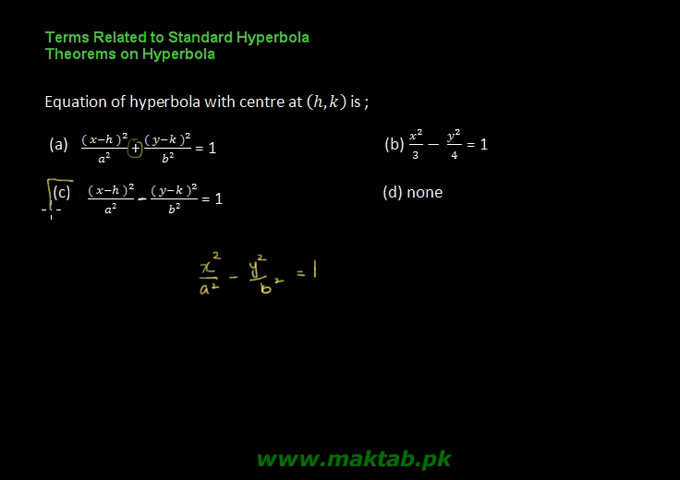 Terms Related to Standard Hyperbola
Theorems on Hyperbola
Equation of hyperbola with centre at (h, k) is ;
(a) (x−h)²/a² + (y−k)²/b² = 1 (b) x²/3 − y²/4 = 1
(c) (x−h)²/a² − (y−k)²/b² = 1 (d) none
x²/a² − y²/b² = 1
www.maktab.pk